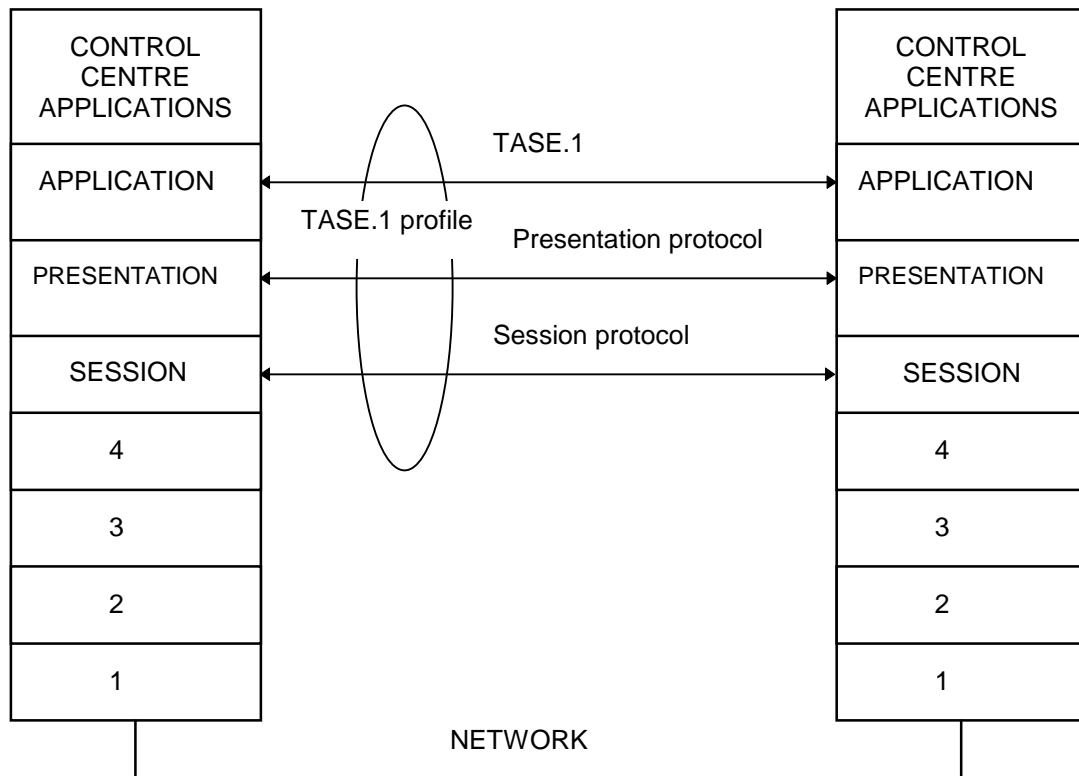 CONTROL
CENTRE
APPLICATIONS
CONTROL
CENTRE
APPLICATIONS
TASE.1
APPLICATION
APPLICATION
TASE.1 profile
Presentation protocol
PRESENTATION
PRESENTATION
Session protocol
SESSION
SESSION
4
4
3
3
2
2
1
1
NETWORK